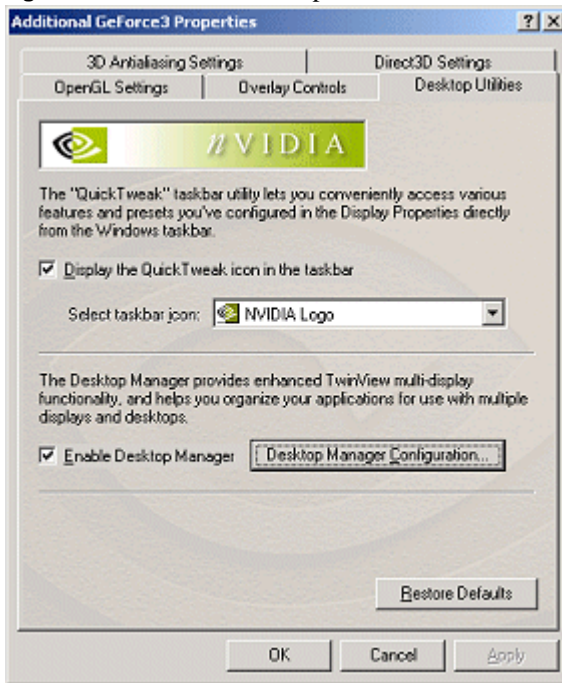 Additional GeForce3 Properties
3D Antialiasing Settings
Direct3D Settings
OpenGL Settings
Overlay Controls
Desktop Utilities
nVIDIA
The "QuickTweak" taskbar utility lets you conveniently access various
features and presets you've configured in the Display Properties directly
from the Windows taskbar.
Display the QuickTweak icon in the taskbar
Select taskbar icon: NVIDIA Logo
The Desktop Manager provides enhanced TwinView multi-display
functionality, and helps you organize your applications for use with multiple
displays and desktops.
Enable Desktop Manager
Desktop Manager Configuration...
Restore Defaults
OK
Cancel
Apply